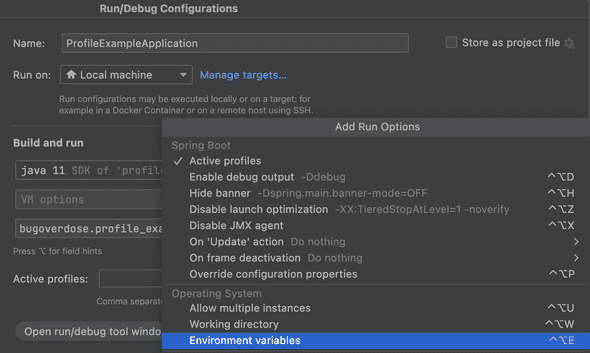 Run/Debug Configurations
Name: ProfileExampleApplication Store as project file
Run on: Local machine Manage targets...
Run configurations may be executed locally or on a target: for
example in a Docker Container or on a remote host using SSH.
Build and run
java 11 SDK of 'profile
VM options
bugoverdose.profile_exa
Press ⌥ for field hints
Active profiles:
Comma separate
Open run/debug tool window
Add Run Options
Spring Boot
✓ Active profiles
Enable debug output -Ddebug ^⌥D
Hide banner -Dspring.main.banner-mode=OFF ^⌥H
Disable launch optimization -XX:TieredStopAtLevel=1 -noverify ^⌥Z
Disable JMX agent ^⌥X
On 'Update' action Do nothing >
On frame deactivation Do nothing >
Override configuration properties ^⌥P
Operating System
Allow multiple instances ^⌥U
Working directory ^⌥W
Environment variables ^⌥E